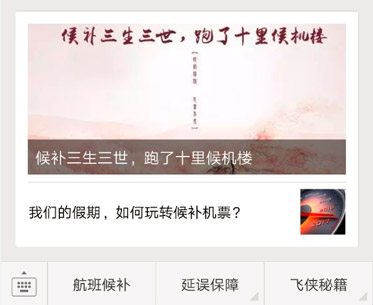 候补三生三世，跑了十里候机楼
候补三生三世，跑了十里候机楼
我们的假期，如何玩转候补机票？
航班候补
延误保障
飞侠秘籍